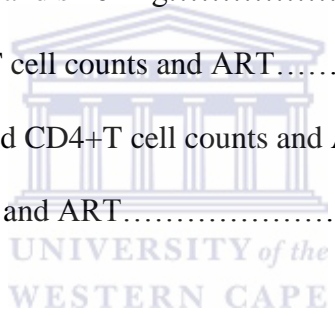 T cell counts and ART……
d CD4+T cell counts and
and ART…………………..
UNIVERSITY of the
WESTERN CAPE